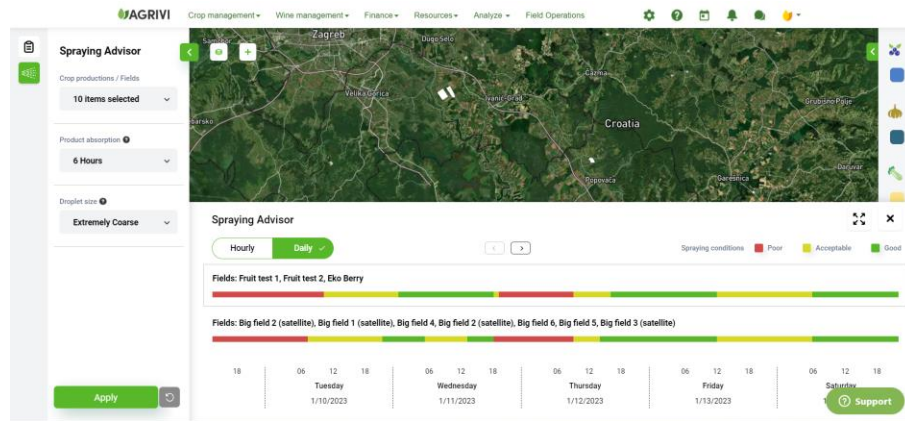 AGRIVI
Crop management Wine management Finance Resources Analyze Field Operations
Spraying Advisor
Crop productions / Fields
10 items selected
Product absorption
6 Hours
Droplet size
Extremely Coarse
Apply
Samobor Zagreb Dugo Selo
Čazma
Velika Gorica
Ivanić-Grad
Grubišno Polje
Croatia
Daruvar
Popovača
Garešnica
Spraying Advisor
Hourly Daily
Spraying conditions Poor Acceptable Good
Fields: Fruit test 1, Fruit test 2, Eko Berry
Fields: Big field 2 (satellite), Big field 1 (satellite), Big field 4, Big field 2 (satellite), Big field 6, Big field 5, Big field 3 (satellite)
18 06 12 18 06 12 18 06 12 18 06 12 18 06 12 18
Tuesday Wednesday Thursday Friday Saturday
1/10/2023 1/11/2023 1/12/2023 1/13/2023
Support